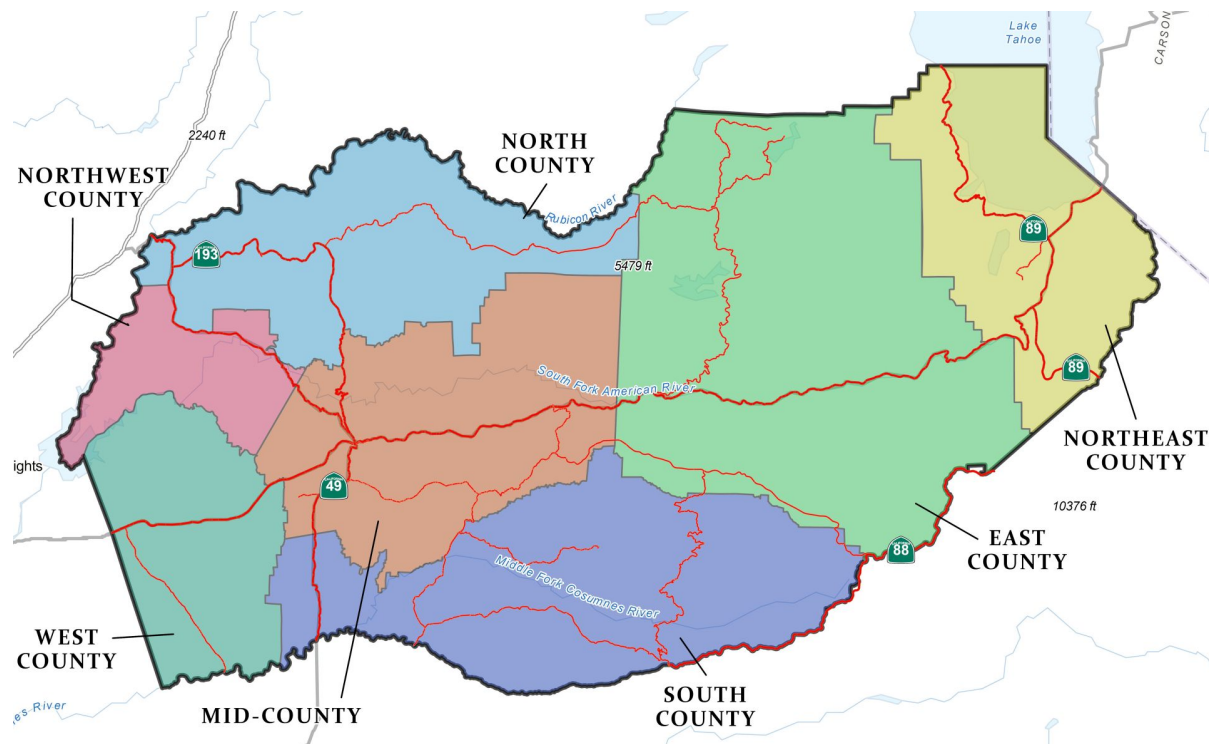 Lake
Tahoe
CARSON
2240 ft
NORTH
COUNTY
NORTHWEST
COUNTY
Rubicon River
193
89
5479 ft
South Fork American River
89
NORTHEAST
COUNTY
ights
49
10376 ft
EAST
COUNTY
88
Middle Fork Cosumnes River
WEST
COUNTY
SOUTH
COUNTY
MID-COUNTY
es River